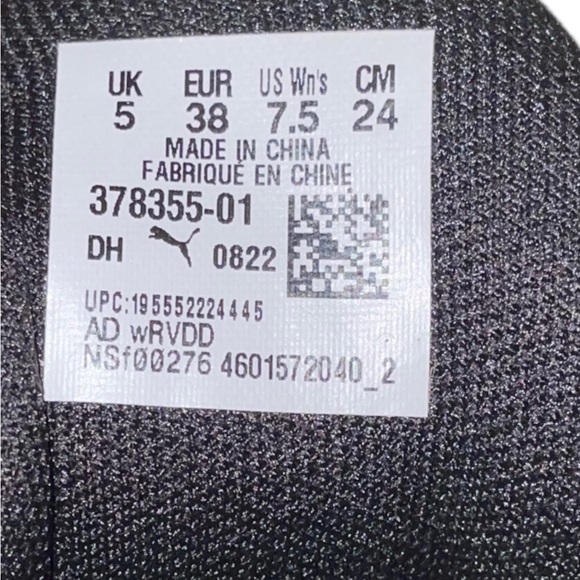 UK EUR US Wn's CM
5 38 7.5 24
MADE IN CHINA
FABRIQUÉ EN CHINE
378355-01
DH 0822
UPC:195552224445
AD wRVDD
NSf00276 4601572040_2